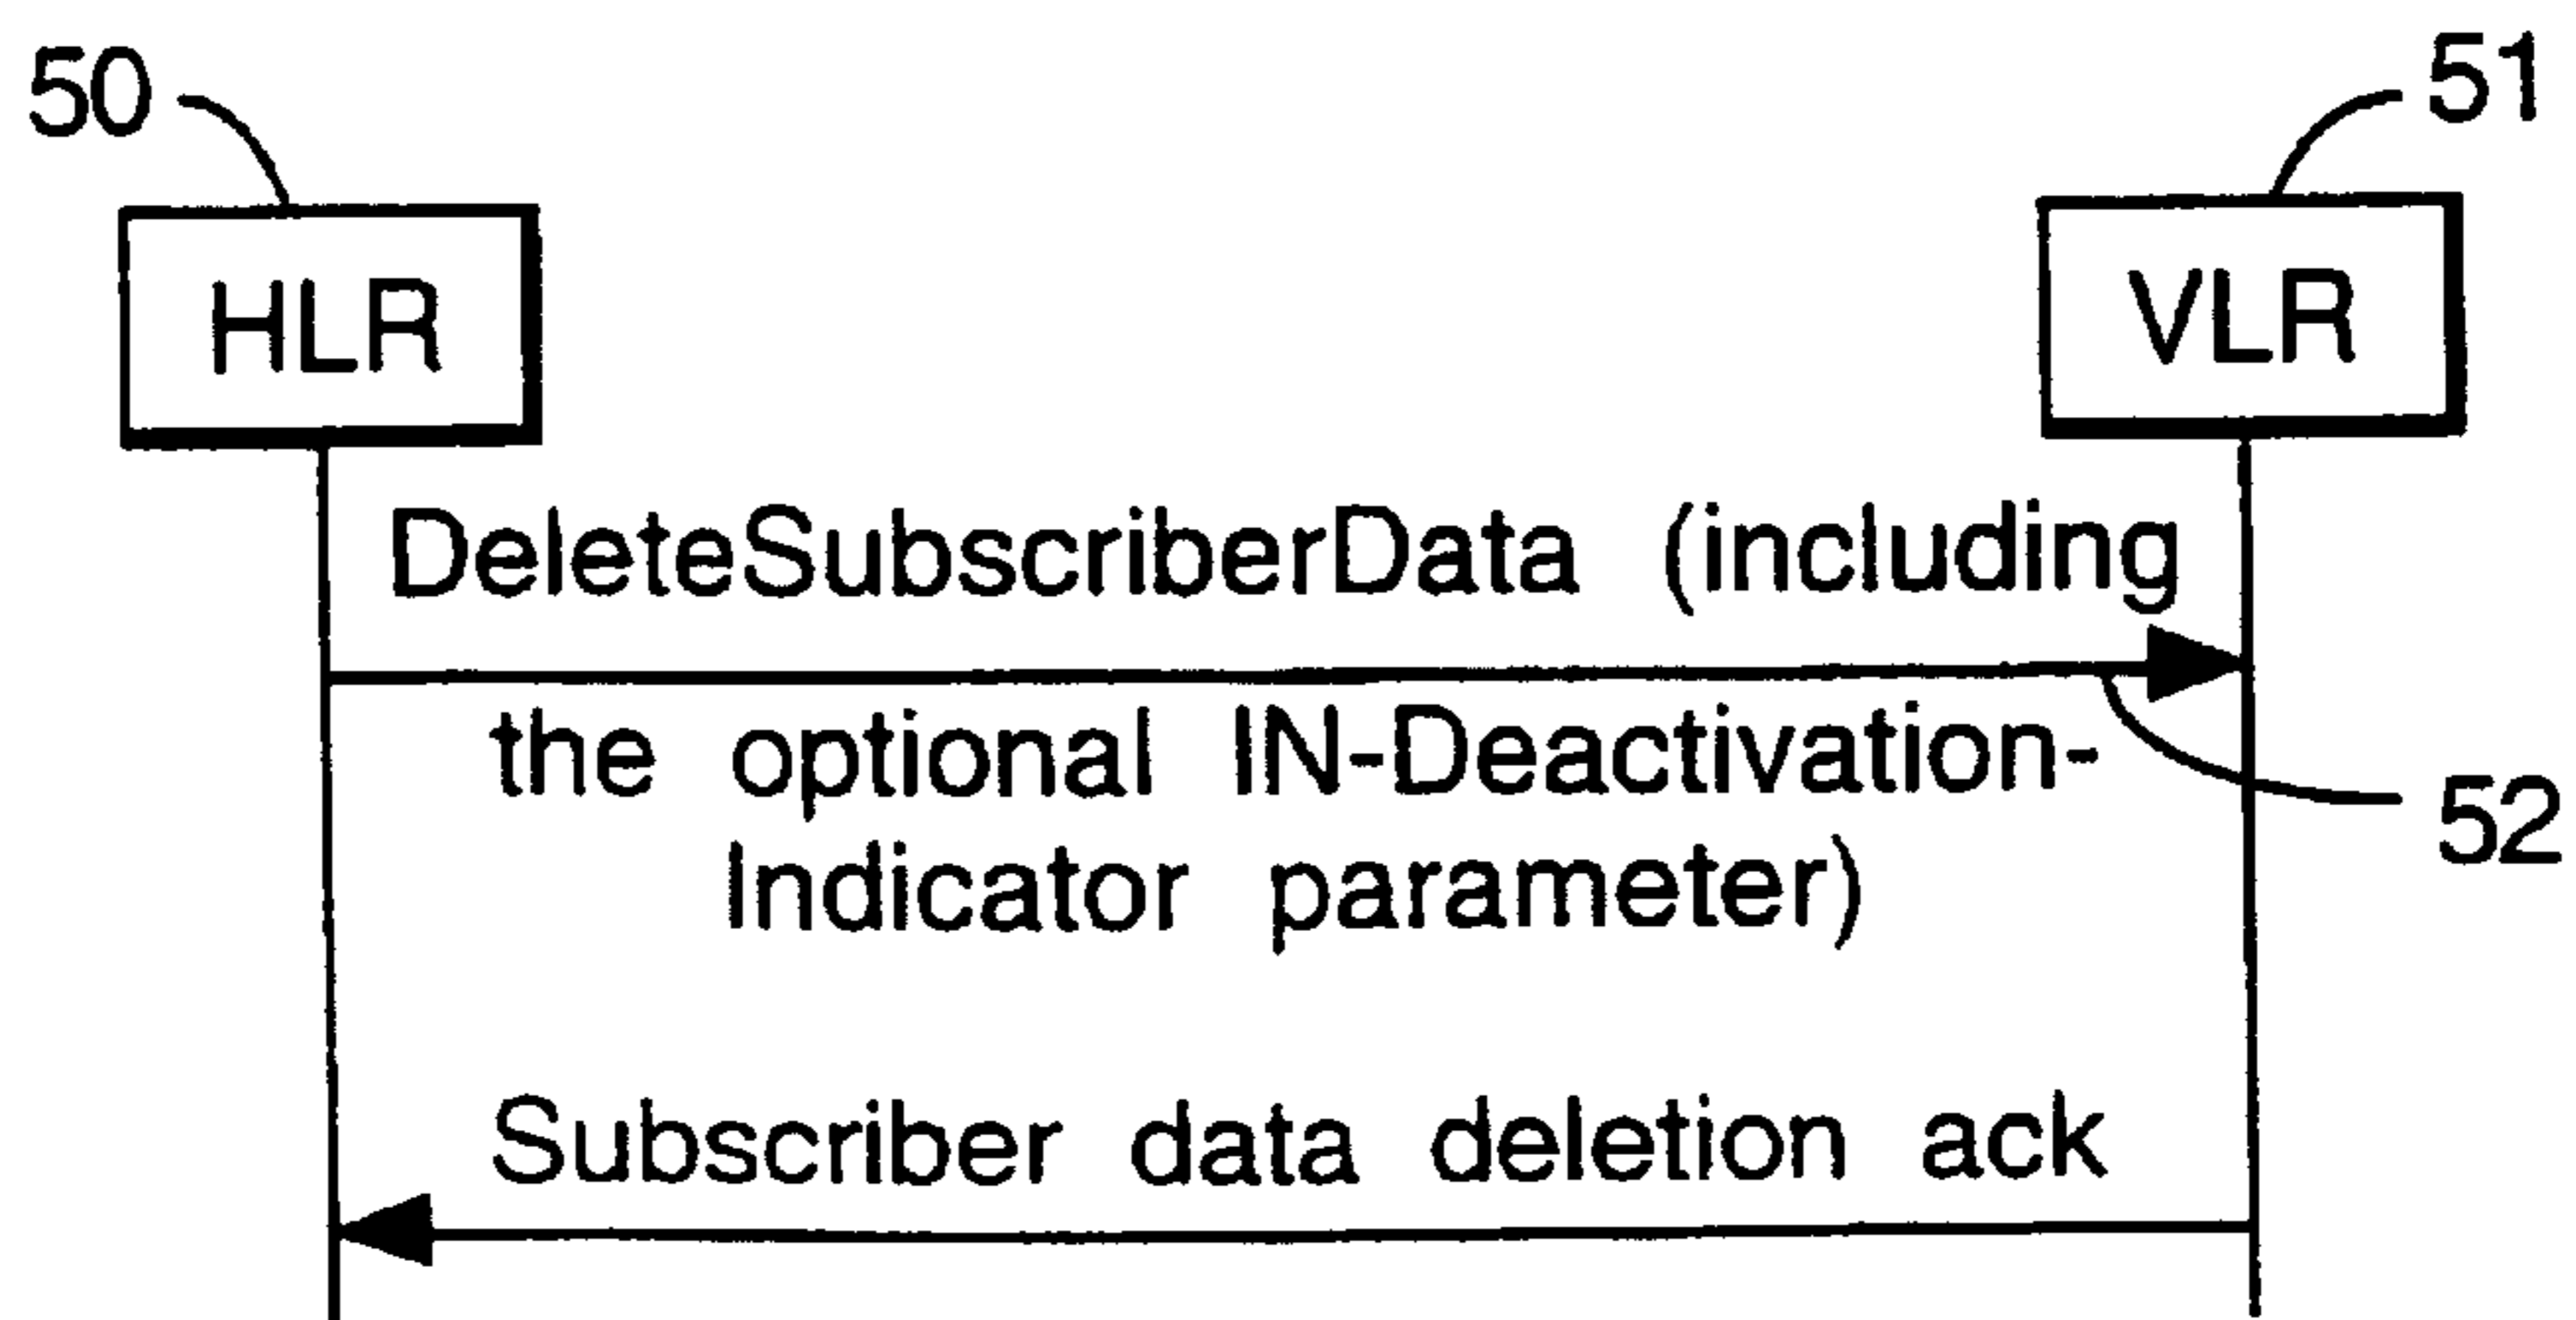 50
51
HLR
VLR
DeleteSubscriberData (including
the optional IN-Deactivation-
52
Indicator parameter)
Subscriber data deletion ack